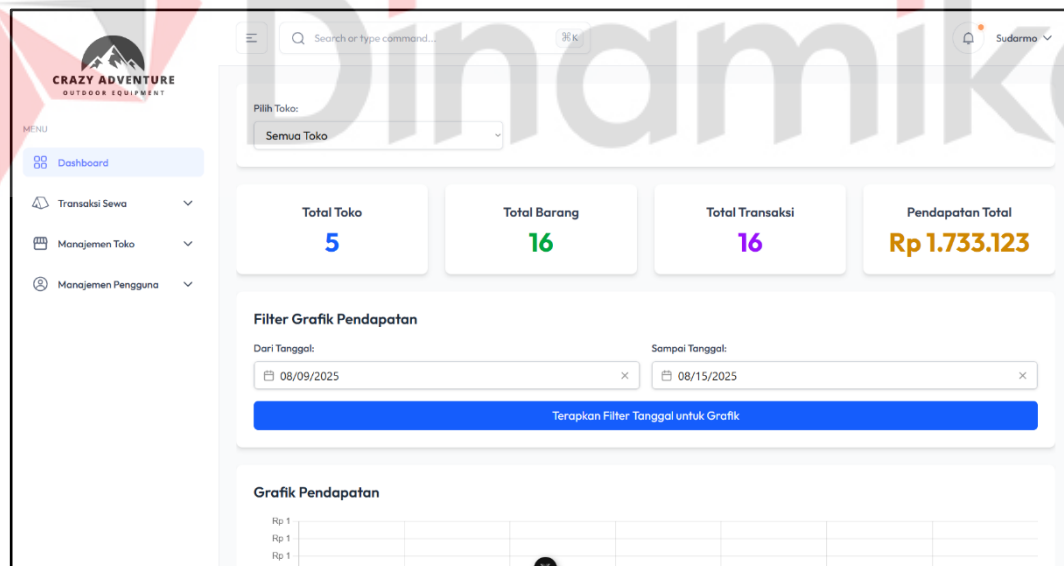 Dinamika
CRAZY ADVENTURE
OUTDOOR EQUIPMENT
MENU
Dashboard
Transaksi Sewa
Manajemen Toko
Manajemen Pengguna
Search or type command...
⌘K
Sudarmo
Pilih Toko:
Semua Toko
Total Toko
5
Total Barang
16
Total Transaksi
16
Pendapatan Total
Rp 1.733.123
Filter Grafik Pendapatan
Dari Tanggal:
08/09/2025
Sampai Tanggal:
08/15/2025
Terapkan Filter Tanggal untuk Grafik
Grafik Pendapatan
Rp 1
Rp 1
Rp 1